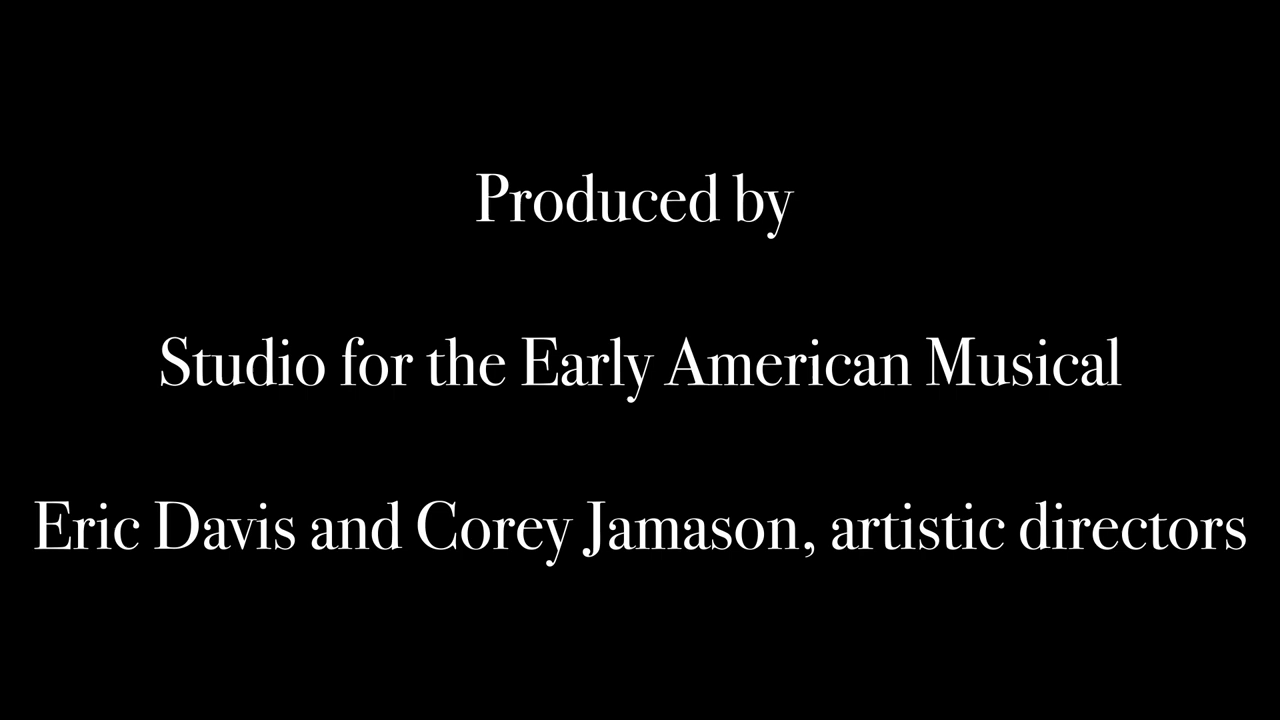 Produced by
Studio for the Early American Musical
Eric Davis and Corey Jamason, artistic directors